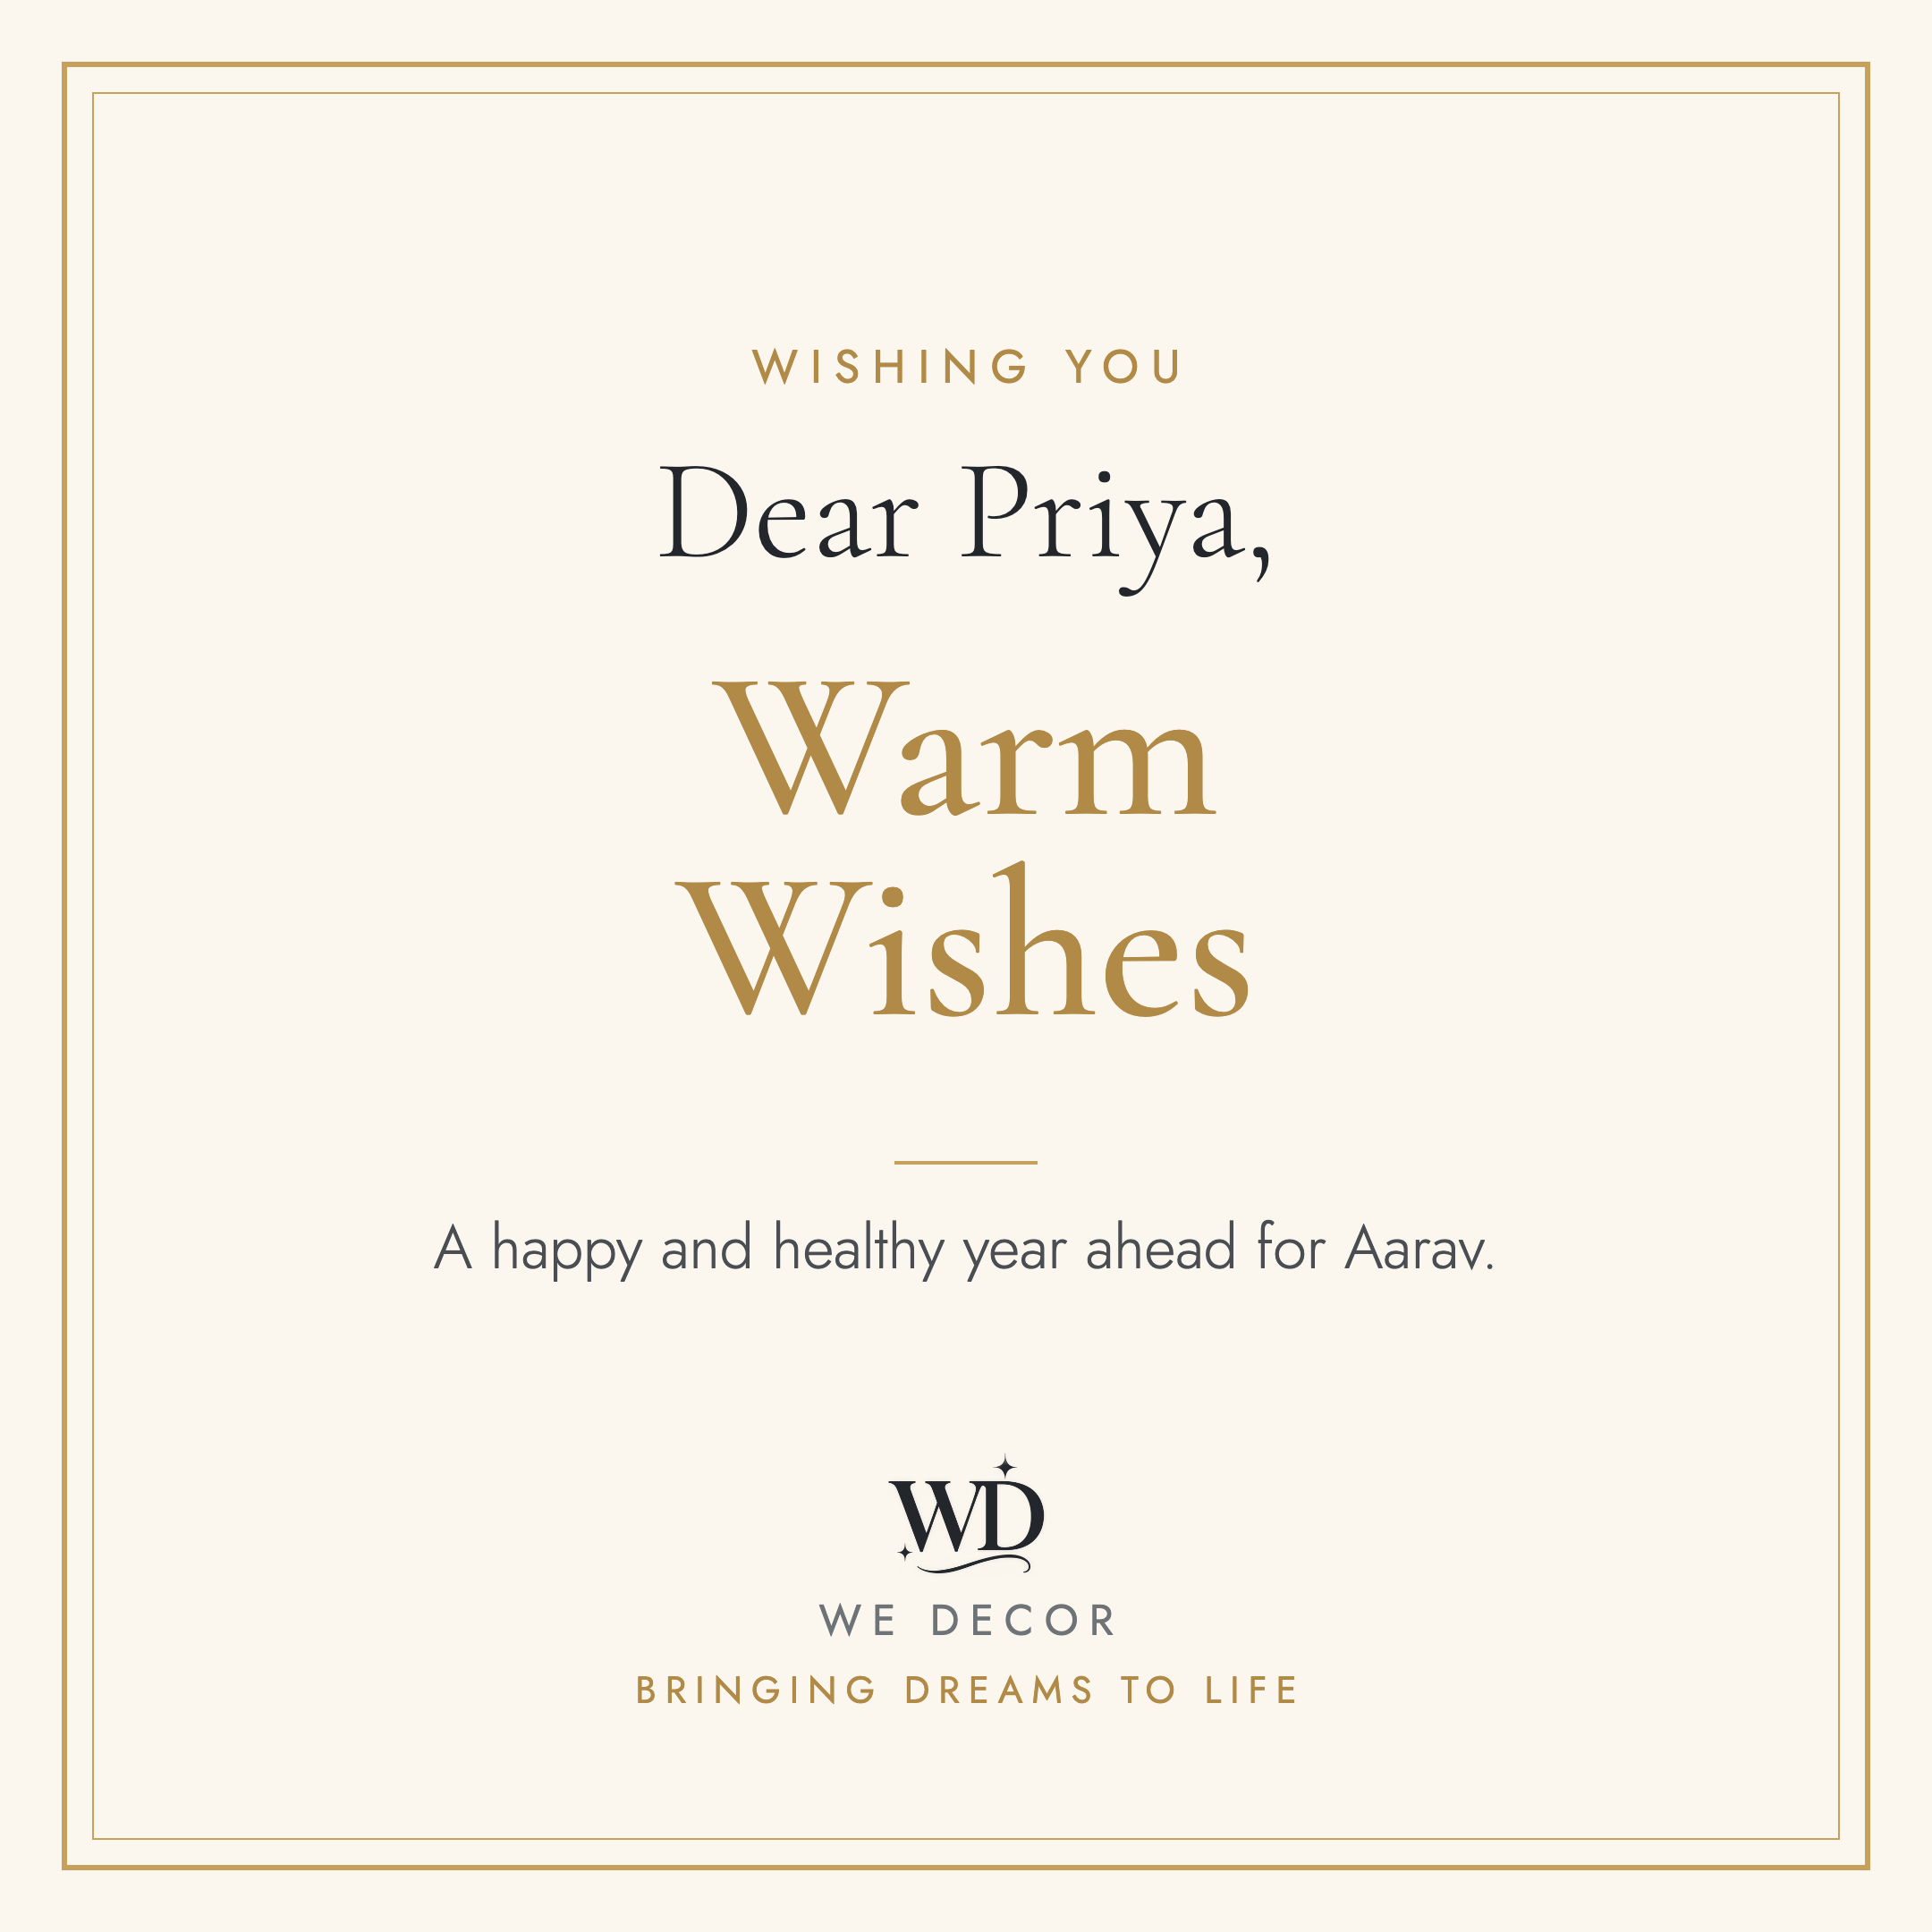 WISHING YOU
Dear Priya,
Warm
Wishes
A happy and healthy year ahead for Aarav.
WD
WE DECOR
BRINGING DREAMS TO LIFE